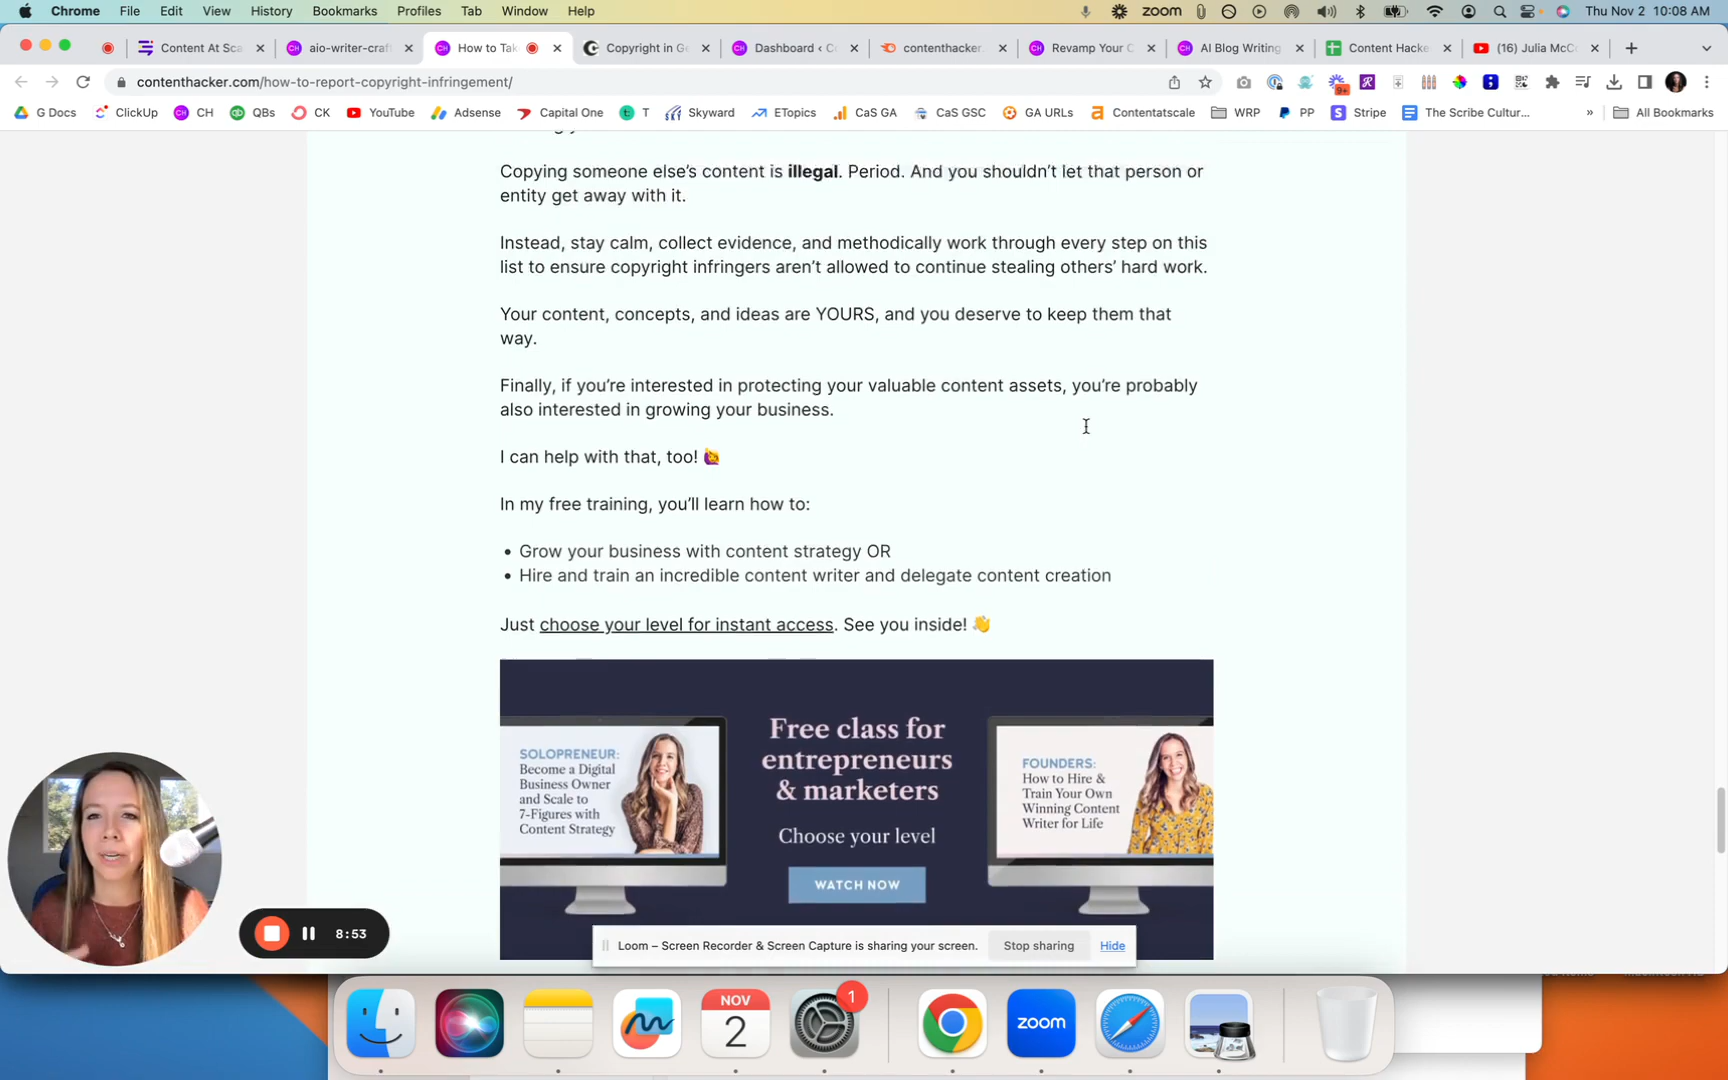 Chrome File Edit View History Bookmarks Profiles Tab Window Help zoom Thu Nov 2 10:08 AM
Content At Sca aio-writer-craf How to Tak Copyright in Ge Dashboard ‹ C contenthacker. Revamp Your C AI Blog Writing Content Hacke (16) Julia McCo
contenthacker.com/how-to-report-copyright-infringement/ 9+
G Docs ClickUp CH QBs CK YouTube Adsense Capital One T Skyward ETopics CaS GA CaS GSC GA URLs Contentatscale WRP PP Stripe The Scribe Cultur... » All Bookmarks
Copying someone else's content is illegal. Period. And you shouldn't let that person or
entity get away with it.
Instead, stay calm, collect evidence, and methodically work through every step on this
list to ensure copyright infringers aren't allowed to continue stealing others' hard work.
Your content, concepts, and ideas are YOURS, and you deserve to keep them that
way.
Finally, if you're interested in protecting your valuable content assets, you're probably
also interested in growing your business.
I can help with that, too! 🙋
In my free training, you'll learn how to:
• Grow your business with content strategy OR
• Hire and train an incredible content writer and delegate content creation
Just choose your level for instant access. See you inside! 👋
SOLOPRENEUR:
Become a Digital
Business Owner
and Scale to
7-Figures with
Content Strategy
Free class for
entrepreneurs
& marketers
Choose your level
WATCH NOW
FOUNDERS:
How to Hire &
Train Your Own
Winning Content
Writer for Life
8:53
Loom – Screen Recorder & Screen Capture is sharing your screen. Stop sharing Hide
NOV
2
1
zoom